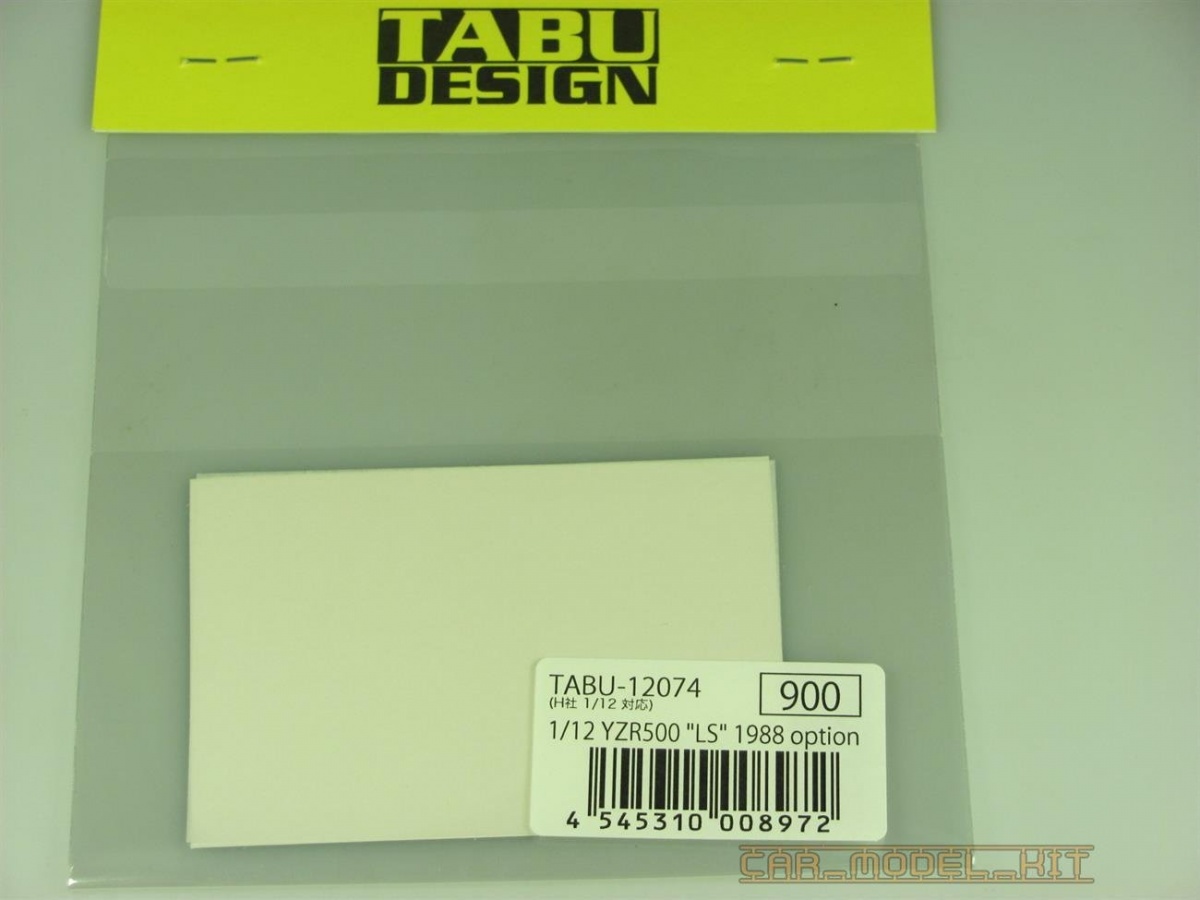 TABU
DESIGN
TABU-12074
900
(H社 1/12 対応)
1/12 YZR500 "LS" 1988 option
4 545310 008972
CAR_MODEL_KIT